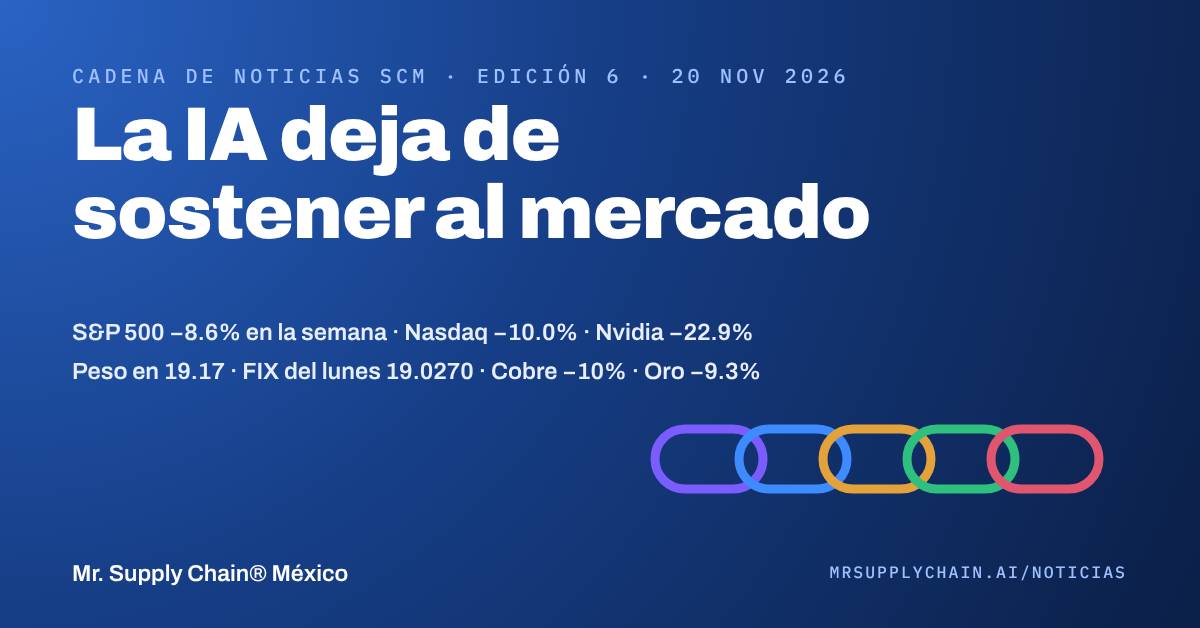 CADENA DE NOTICIAS SCM · EDICIÓN 6 · 20 NOV 2026
La IA deja de
sostener al mercado
S&P 500 −8.6% en la semana · Nasdaq −10.0% · Nvidia −22.9%
Peso en 19.17 · FIX del lunes 19.0270 · Cobre −10% · Oro −9.3%
Mr. Supply Chain® México
MRSUPPLYCHAIN.AI/NOTICIAS